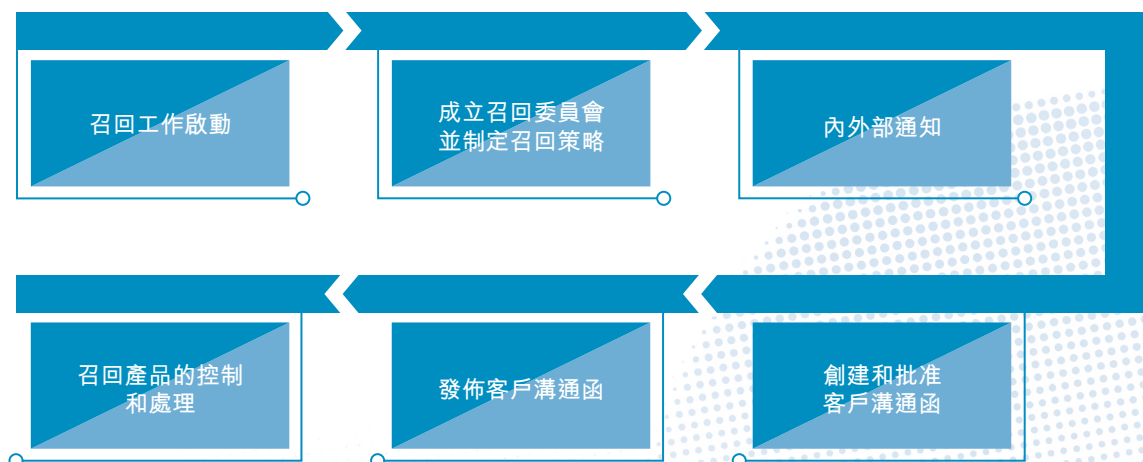 召回工作啟動
成立召回委員會
並制定召回策略
內外部通知
創建和批准
客戶溝通函
發佈客戶溝通函
召回產品的控制
和處理